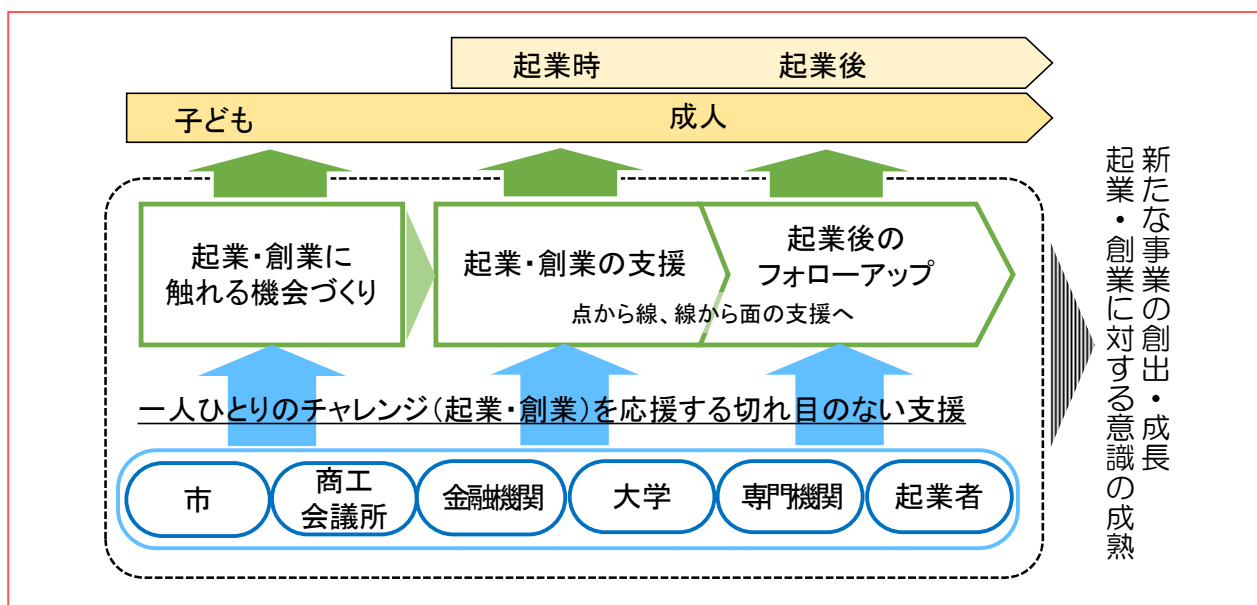 起業時
起業後
子ども
成人
起業・創業に
触れる機会づくり
起業・創業の支援
起業後の
フォローアップ
点から線、線から面の支援へ
一人ひとりのチャレンジ(起業・創業)を応援する切れ目のない支援
市
商工
会議所
金融機関
大学
専門機関
起業者
新たな事業の創出・成長
起業・創業に対する意識の成熟